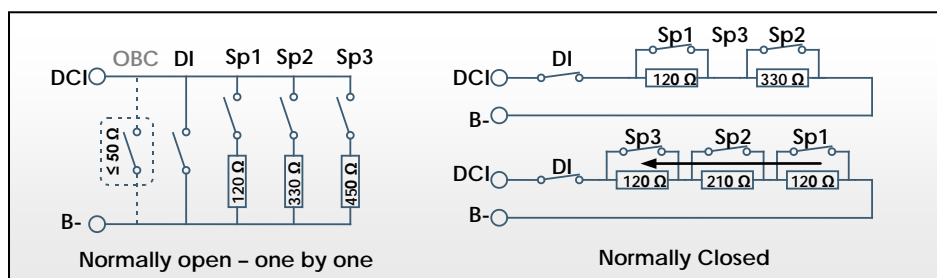 OBC DI Sp1 Sp2 Sp3
DCI
≤ 50 Ω
120 Ω
330 Ω
450 Ω
B-
Normally open – one by one
Sp1 Sp3 Sp2
DCI DI
120 Ω 330 Ω
B-
Sp3 Sp2 Sp1
DCI DI
120 Ω 210 Ω 120 Ω
B-
Normally Closed